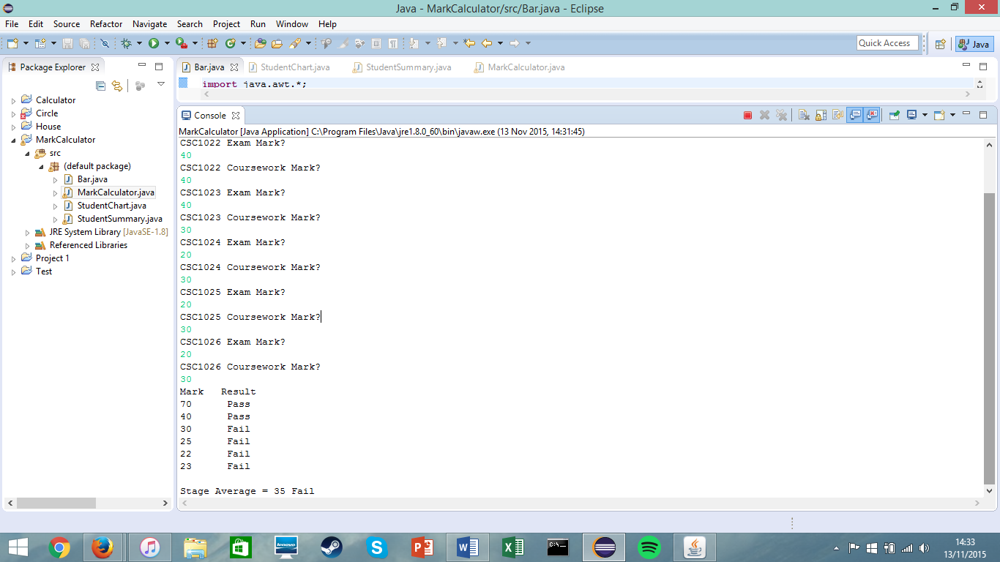 Java - MarkCalculator/src/Bar.java - Eclipse
File Edit Source Refactor Navigate Search Project Run Window Help
Quick Access
Java
Package Explorer
Bar.java StudentChart.java StudentSummary.java MarkCalculator.java
import java.awt.*;
Calculator
Circle
House
MarkCalculator
src
(default package)
Bar.java
MarkCalculator.java
StudentChart.java
StudentSummary.java
JRE System Library [JavaSE-1.8]
Referenced Libraries
Project 1
Test
Console
MarkCalculator [Java Application] C:\Program Files\Java\jre1.8.0_60\bin\javaw.exe (13 Nov 2015, 14:31:45)
CSC1022 Exam Mark?
40
CSC1022 Coursework Mark?
40
CSC1023 Exam Mark?
40
CSC1023 Coursework Mark?
30
CSC1024 Exam Mark?
20
CSC1024 Coursework Mark?
30
CSC1025 Exam Mark?
20
CSC1025 Coursework Mark?
30
CSC1026 Exam Mark?
20
CSC1026 Coursework Mark?
30
Mark Result
70 Pass
40 Pass
30 Fail
25 Fail
22 Fail
23 Fail
Stage Average = 35 Fail
lenovo
C:\_
14:33
13/11/2015